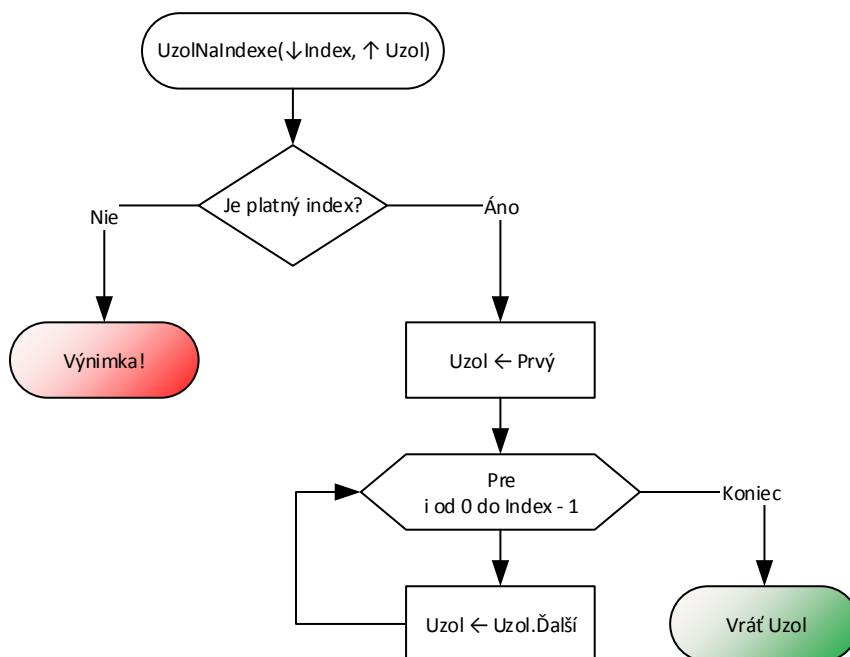 UzolNaIndexe(↓Index, ↑ Uzol)
Je platný index?
Nie
Áno
Výnimka!
Uzol ← Prvý
Pre
i od 0 do Index - 1
Koniec
Uzol ← Uzol.Ďalší
Vráť Uzol